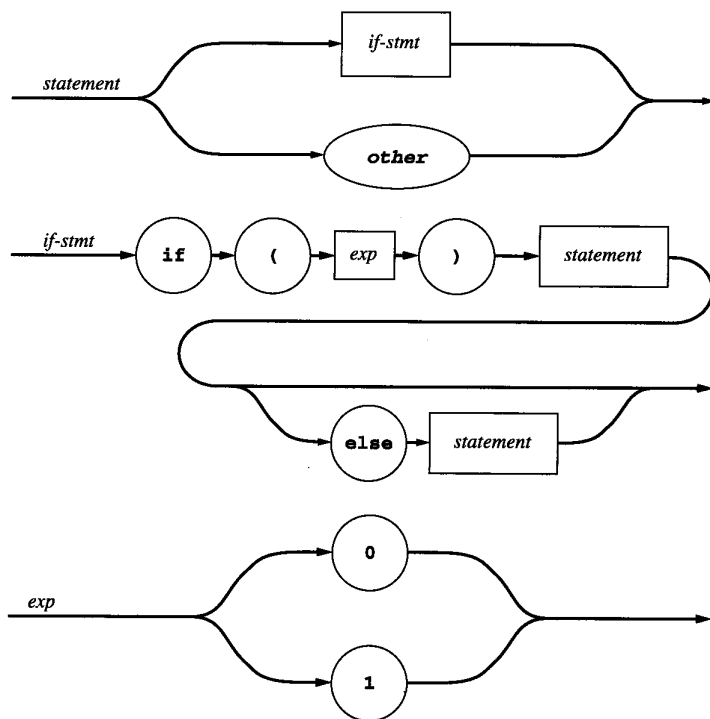 if-stmt
statement
other
if-stmt
if ( exp ) statement
else statement
0
exp
1